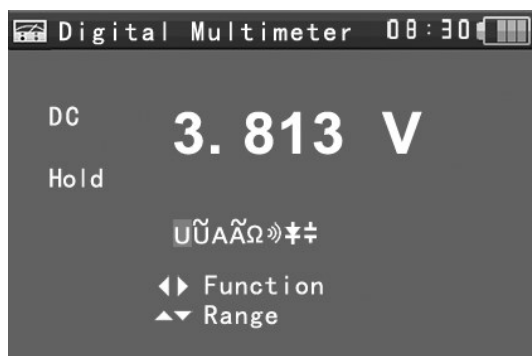 Digital Multimeter 08:30
DC
3.813 V
Hold
UŨAÃΩ
Function
Range